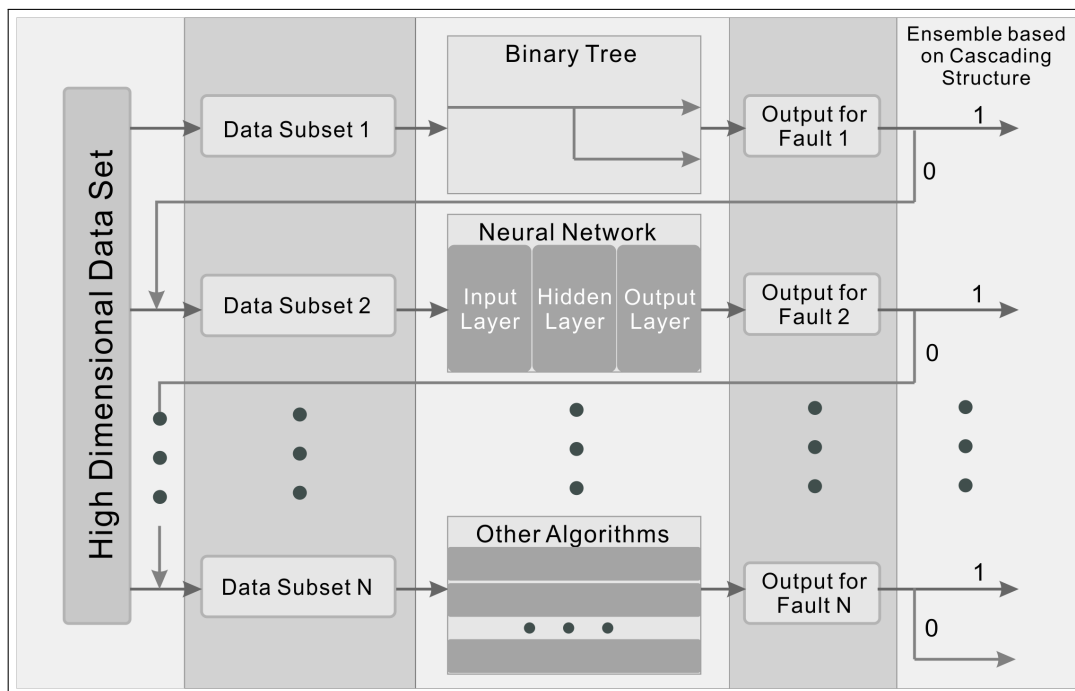 Ensemble based
on Cascading
Structure
High Dimensional Data Set
Data Subset 1
Binary Tree
Output for
Fault 1
1
0
Data Subset 2
Neural Network
Input
Layer
Hidden
Layer
Output
Layer
Output for
Fault 2
1
0
Data Subset N
Other Algorithms
Output for
Fault N
1
0